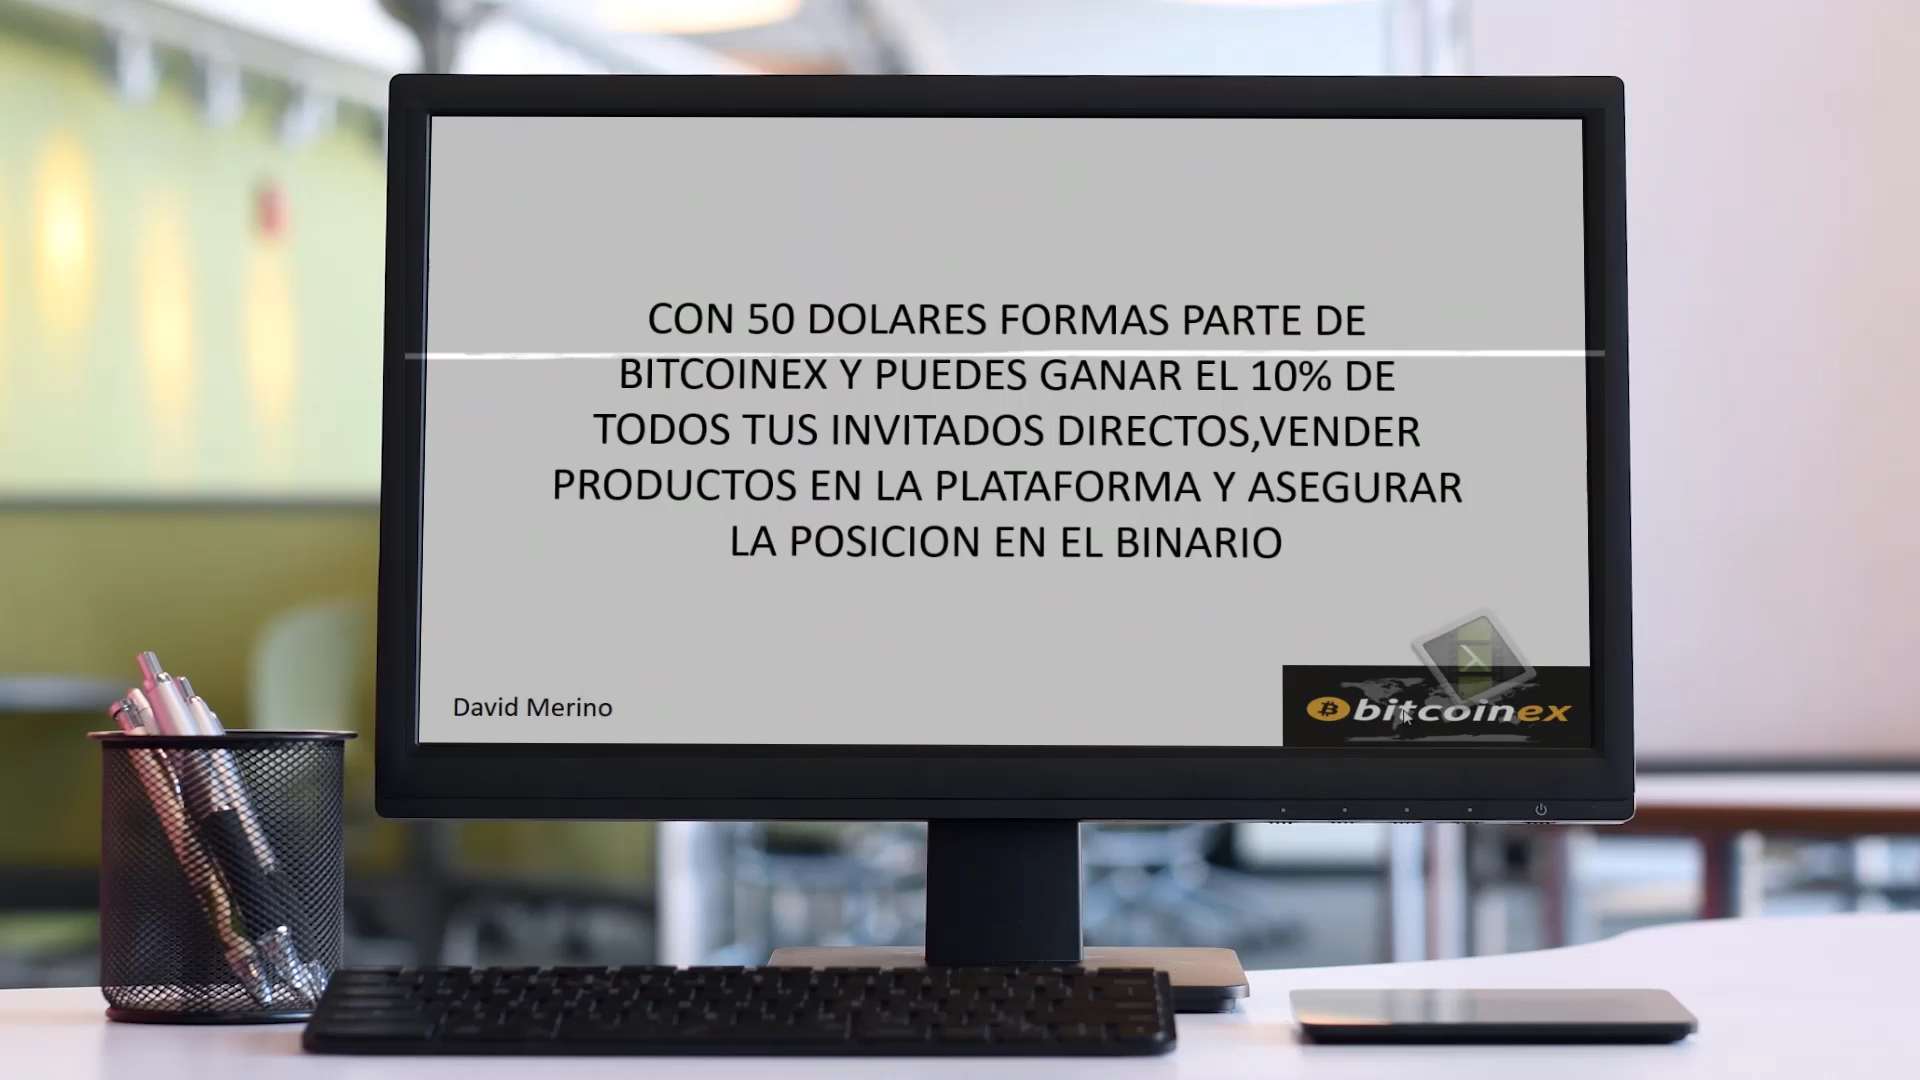 CON 50 DOLARES FORMAS PARTE DE
BITCOINEX Y PUEDES GANAR EL 10% DE
TODOS TUS INVITADOS DIRECTOS,VENDER
PRODUCTOS EN LA PLATAFORMA Y ASEGURAR
LA POSICION EN EL BINARIO
David Merino
bitcoinex